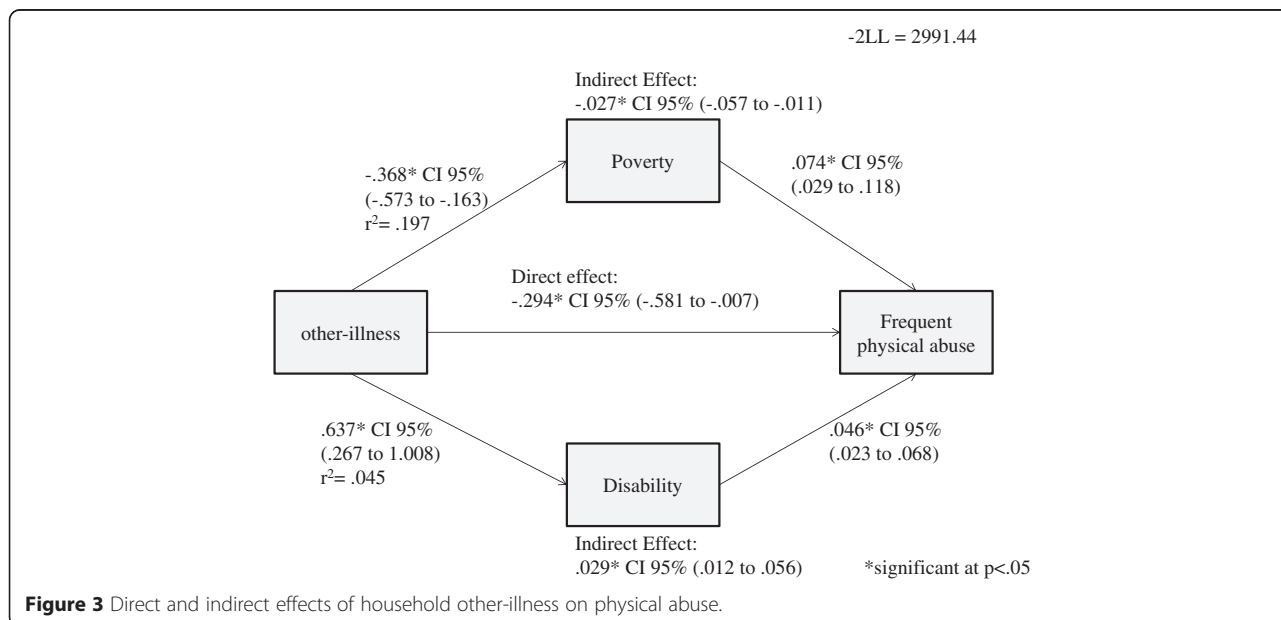 -2LL = 2991.44
Indirect Effect:
-.027* CI 95% (-.057 to -.011)
Poverty
-.368* CI 95%
(-.573 to -.163)
r²= .197
.074* CI 95%
(.029 to .118)
Direct effect:
-.294* CI 95% (-.581 to -.007)
other-illness
Frequent
physical abuse
.637* CI 95%
(.267 to 1.008)
r²= .045
.046* CI 95%
(.023 to .068)
Disability
Indirect Effect:
.029* CI 95% (.012 to .056)
*significant at p<.05
Figure 3 Direct and indirect effects of household other-illness on physical abuse.